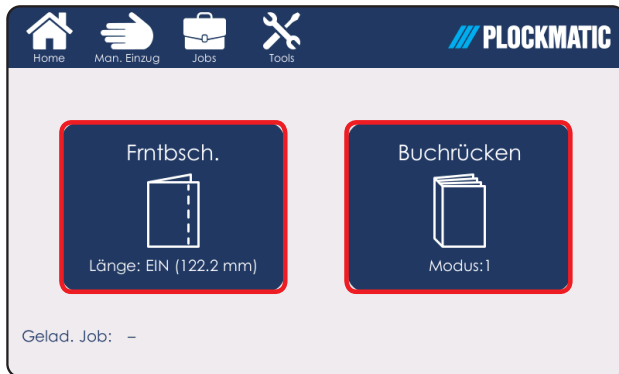 Home
Man. Einzug
Jobs
Tools
PLOCKMATIC
Frntbsch.
Länge: EIN (122.2 mm)
Buchrücken
Modus:1
Gelad. Job: –